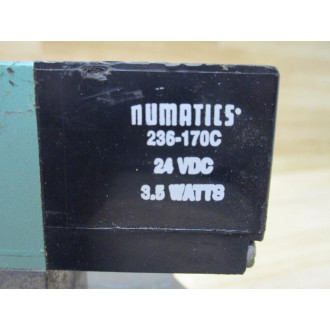 numatics®
236-170C
24 VDC
3.5 WATTS